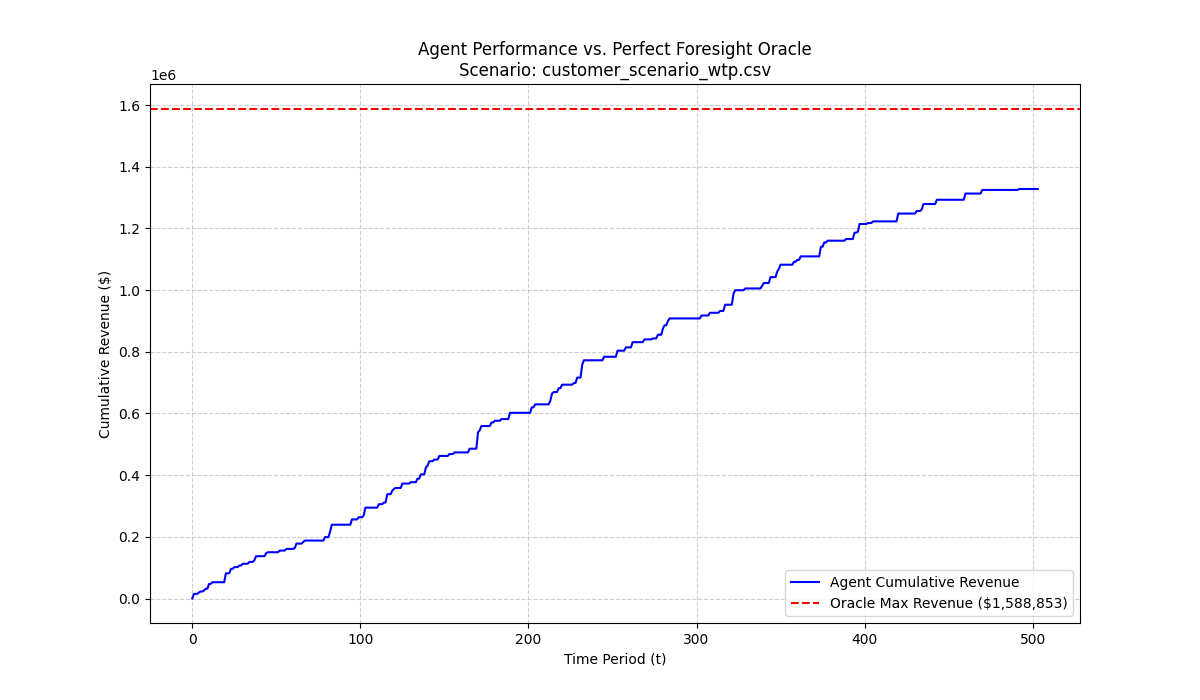 Agent Performance vs. Perfect Foresight Oracle
Scenario: customer_scenario_wtp.csv
1e6
1.6
1.4
1.2
1.0
0.8
0.6
0.4
0.2
0.0
Cumulative Revenue ($)
0
100
200
300
400
500
Time Period (t)
Agent Cumulative Revenue
Oracle Max Revenue ($1,588,853)